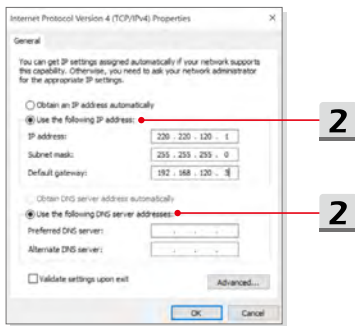 Internet Protocol Version 4 (TCP/IPv4) Properties
General
You can get IP settings assigned automatically if your network supports
this capability. Otherwise, you need to ask your network administrator
for the appropriate IP settings.
Obtain an IP address automatically
Use the following IP address:
2
IP address: 220 . 220 . 120 . 1
Subnet mask: 255 . 255 . 255 . 0
Default gateway: 192 . 168 . 120 . 3
Obtain DNS server address automatically
Use the following DNS server addresses:
2
Preferred DNS server: . . .
Alternate DNS server: . . .
Validate settings upon exit
Advanced...
OK Cancel